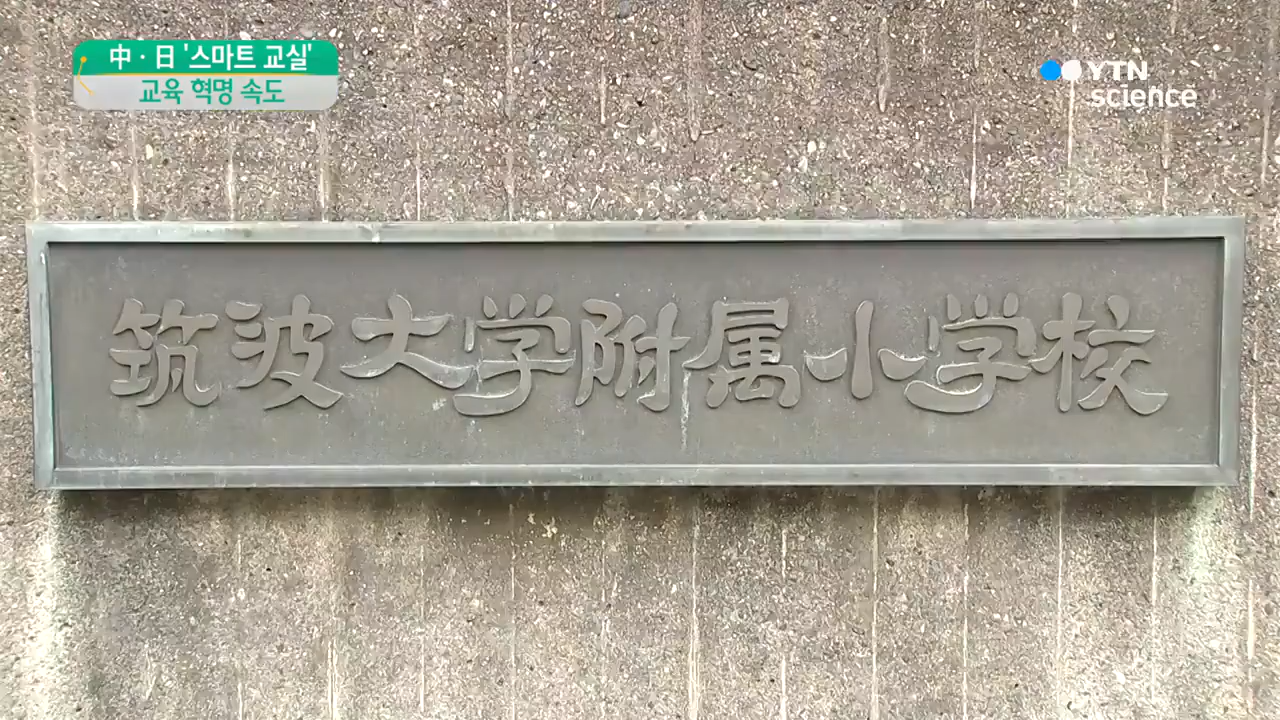 中·日 '스마트 교실'
교육 혁명 속도
YTN
science
筑波大学附属小学校